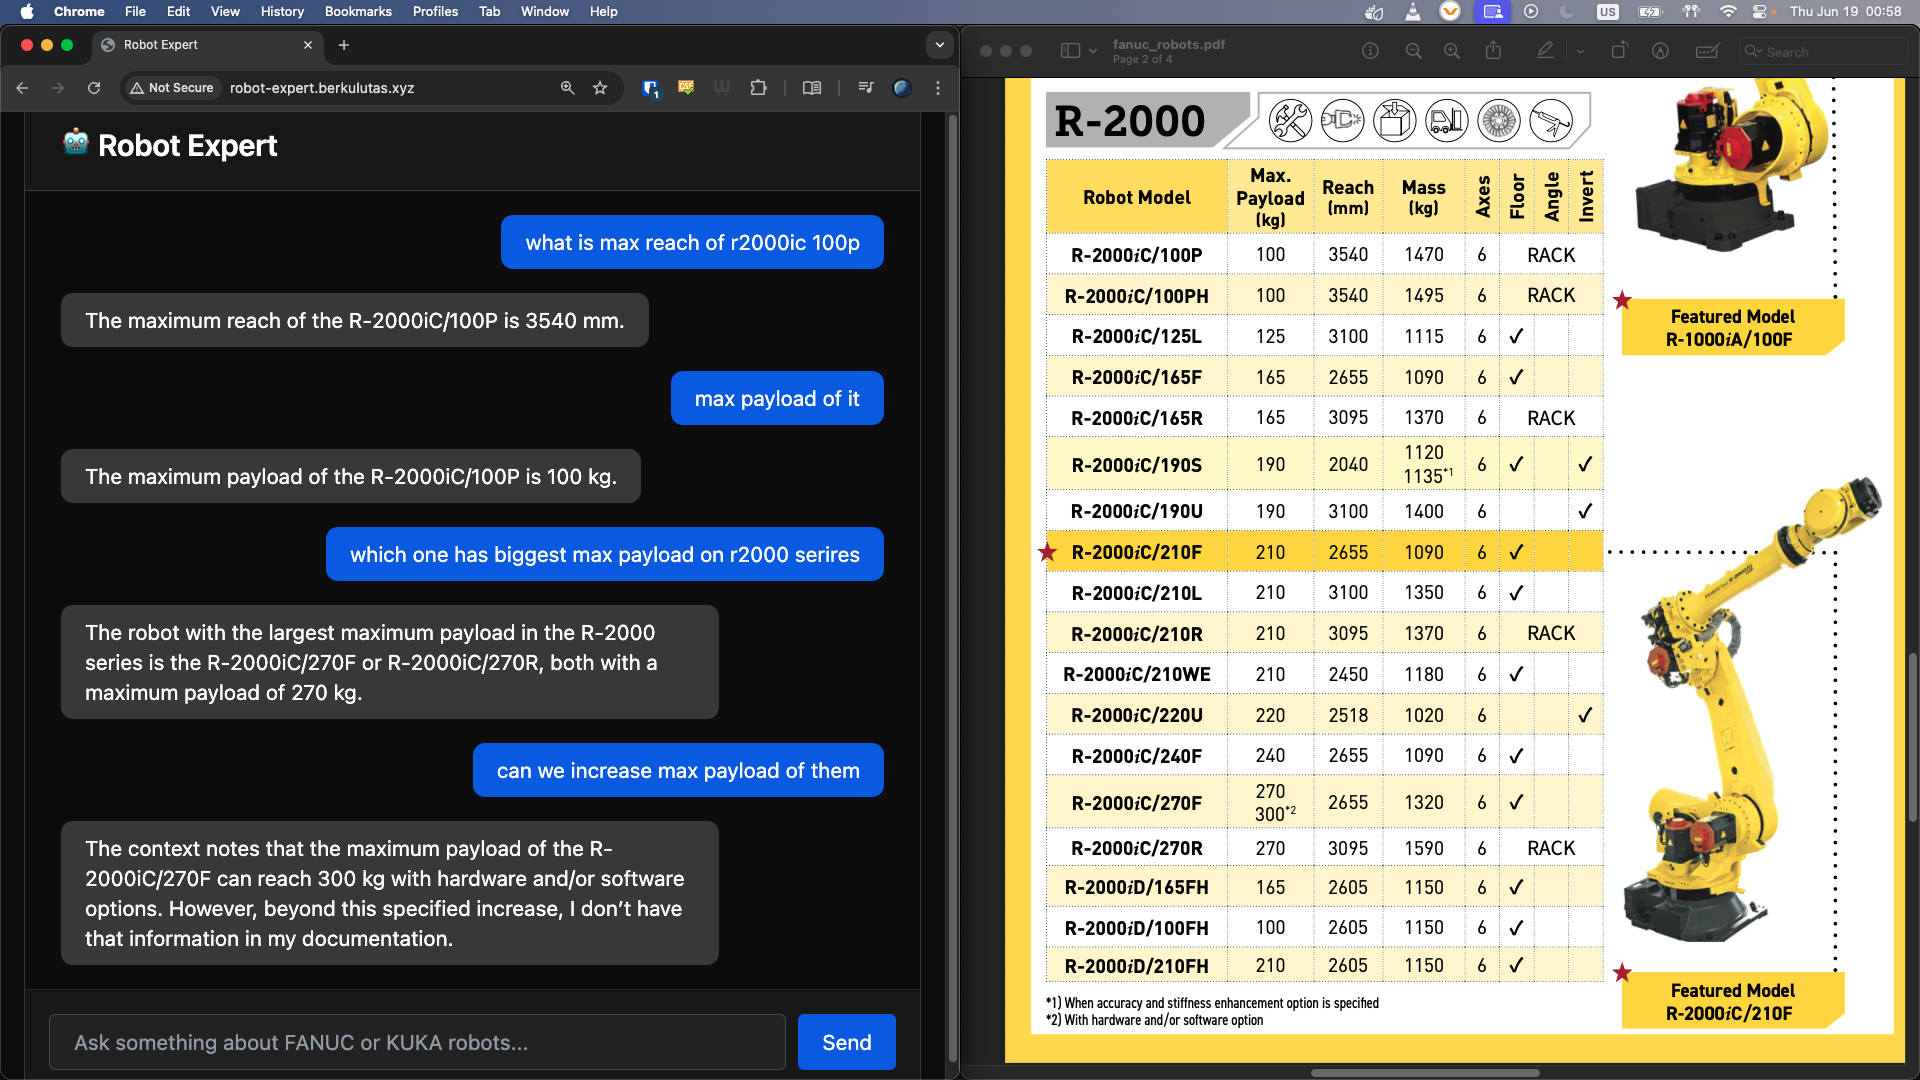 Chrome File Edit View History Bookmarks Profiles Tab Window Help US Thu Jun 19 00:58
Robot Expert
Not Secure robot-expert.berkulutas.xyz
1
Robot Expert
what is max reach of r2000ic 100p
The maximum reach of the R-2000iC/100P is 3540 mm.
max payload of it
The maximum payload of the R-2000iC/100P is 100 kg.
which one has biggest max payload on r2000 serires
The robot with the largest maximum payload in the R-2000
series is the R-2000iC/270F or R-2000iC/270R, both with a
maximum payload of 270 kg.
can we increase max payload of them
The context notes that the maximum payload of the R-
2000iC/270F can reach 300 kg with hardware and/or software
options. However, beyond this specified increase, I don’t have
that information in my documentation.
Ask something about FANUC or KUKA robots...
Send
fanuc_robots.pdf
Page 2 of 4
Search
R-2000
Robot Model Max. Payload (kg) Reach (mm) Mass (kg) Axes Floor Angle Invert
R-2000iC/100P 100 3540 1470 6 RACK
R-2000iC/100PH 100 3540 1495 6 RACK
R-2000iC/125L 125 3100 1115 6 ✓
R-2000iC/165F 165 2655 1090 6 ✓
R-2000iC/165R 165 3095 1370 6 RACK
R-2000iC/190S 190 2040 1120 1135*1 6 ✓ ✓
R-2000iC/190U 190 3100 1400 6 ✓
R-2000iC/210F 210 2655 1090 6 ✓
R-2000iC/210L 210 3100 1350 6 ✓
R-2000iC/210R 210 3095 1370 6 RACK
R-2000iC/210WE 210 2450 1180 6 ✓
R-2000iC/220U 220 2518 1020 6 ✓
R-2000iC/240F 240 2655 1090 6 ✓
R-2000iC/270F 270 300*2 2655 1320 6 ✓
R-2000iC/270R 270 3095 1590 6 RACK
R-2000iD/165FH 165 2605 1150 6 ✓
R-2000iD/100FH 100 2605 1150 6 ✓
R-2000iD/210FH 210 2605 1150 6 ✓
*1) When accuracy and stiffness enhancement option is specified
*2) With hardware and/or software option
Featured Model
R-1000iA/100F
Featured Model
R-2000iC/210F